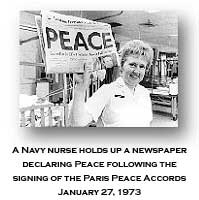 PEACE
A Navy nurse holds up a newspaper
declaring Peace following the
signing of the Paris Peace Accords
January 27, 1973